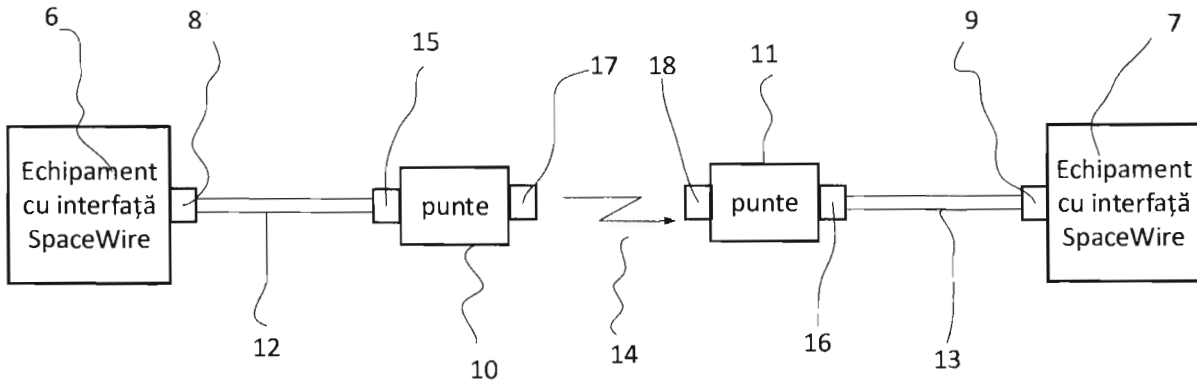 6
8
15
17
18
11
9
7
Echipament
cu interfață
SpaceWire
punte
punte
Echipament
cu interfață
SpaceWire
12
10
14
16
13